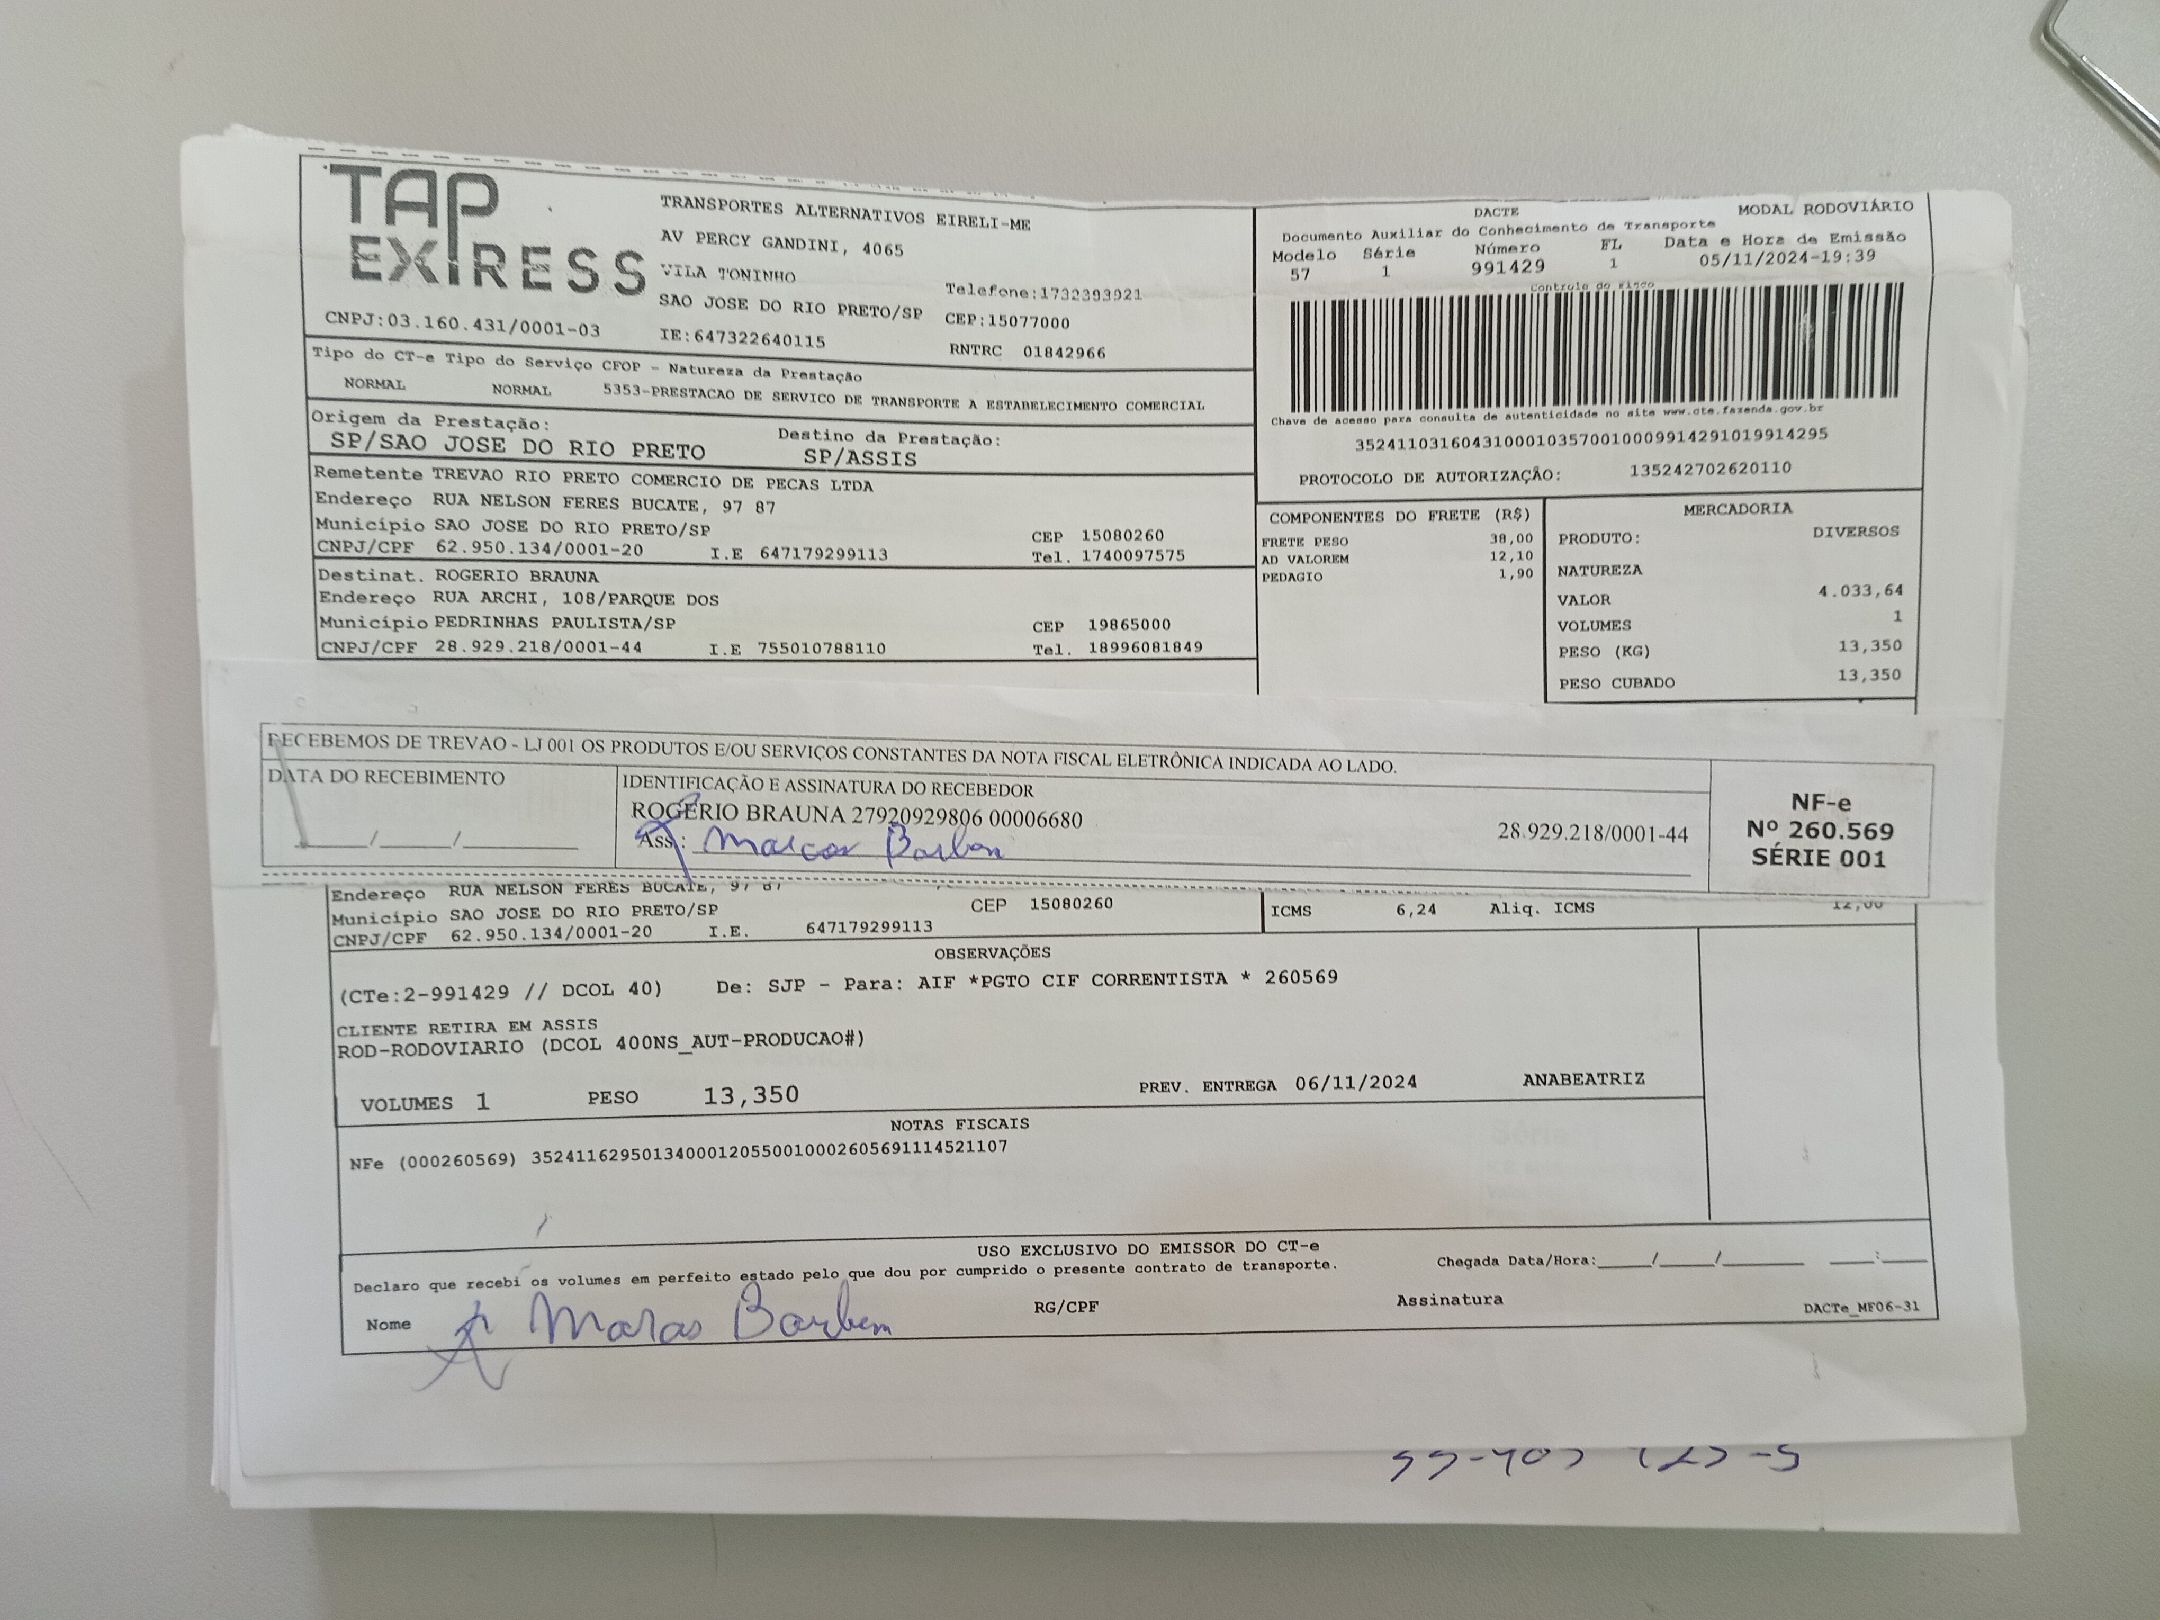 TAP
EXPRESS
TRANSPORTES ALTERNATIVOS EIRELI-ME
AV PERCY GANDINI, 4065
VILA TONINHO
SAO JOSE DO RIO PRETO/SP
IE:647322640115
Telefone:1732393921
CEP:15077000
RNTRC 01842966
CNPJ:03.160.431/0001-03
DACTE MODAL RODOVIÁRIO
Documento Auxiliar do Conhecimento de Transporte
Modelo Série Número FL Data e Hora de Emissão
57 1 991429 1 05/11/2024-19:39
Controle do Fisco
Chave de acesso para consulta de autenticidade no site www.cte.fazenda.gov.br
35241103160431000103570010009914291019914295
PROTOCOLO DE AUTORIZAÇÃO: 135242702620110
Tipo do CT-e Tipo do Serviço CFOP - Natureza da Prestação
NORMAL NORMAL 5353-PRESTACAO DE SERVICO DE TRANSPORTE A ESTABELECIMENTO COMERCIAL
Origem da Prestação: Destino da Prestação:
SP/SAO JOSE DO RIO PRETO SP/ASSIS
Remetente TREVAO RIO PRETO COMERCIO DE PECAS LTDA
Endereço RUA NELSON FERES BUCATE, 97 87
Município SAO JOSE DO RIO PRETO/SP CEP 15080260
CNPJ/CPF 62.950.134/0001-20 I.E 647179299113 Tel. 1740097575
Destinat. ROGERIO BRAUNA
Endereço RUA ARCHI, 108/PARQUE DOS
Município PEDRINHAS PAULISTA/SP CEP 19865000
CNPJ/CPF 28.929.218/0001-44 I.E 755010788110 Tel. 18996081849
COMPONENTES DO FRETE (R$)
FRETE PESO 38,00
AD VALOREM 12,10
PEDAGIO 1,90
MERCADORIA
PRODUTO: DIVERSOS
NATUREZA
VALOR 4.033,64
VOLUMES 1
PESO (KG) 13,350
PESO CUBADO 13,350
RECEBEMOS DE TREVAO - LJ 001 OS PRODUTOS E/OU SERVIÇOS CONSTANTES DA NOTA FISCAL ELETRÔNICA INDICADA AO LADO.
DATA DO RECEBIMENTO
___/___/___
IDENTIFICAÇÃO E ASSINATURA DO RECEBEDOR
ROGÉRIO BRAUNA 27920929806 00006680
Ass.: Marcos 28.929.218/0001-44
NF-e
Nº 260.569
SÉRIE 001
Endereço RUA NELSON FERES BUCATE, 97 87
Município SAO JOSE DO RIO PRETO/SP CEP 15080260
CNPJ/CPF 62.950.134/0001-20 I.E. 647179299113
ICMS 6,24 Aliq. ICMS 12,00
OBSERVAÇÕES
(CTe:2-991429 // DCOL 40) De: SJP - Para: AIF *PGTO CIF CORRENTISTA * 260569
CLIENTE RETIRA EM ASSIS
ROD-RODOVIARIO (DCOL 400NS_AUT-PRODUCAO#)
VOLUMES 1 PESO 13,350 PREV. ENTREGA 06/11/2024 ANABEATRIZ
NOTAS FISCAIS
NFe (000260569) 35241162950134000120550010002605691114521107
USO EXCLUSIVO DO EMISSOR DO CT-e
Declaro que recebi os volumes em perfeito estado pelo que dou por cumprido o presente contrato de transporte. Chegada Data/Hora:___/___/___ __:__
Nome RG/CPF Assinatura DACTe_MF06-31